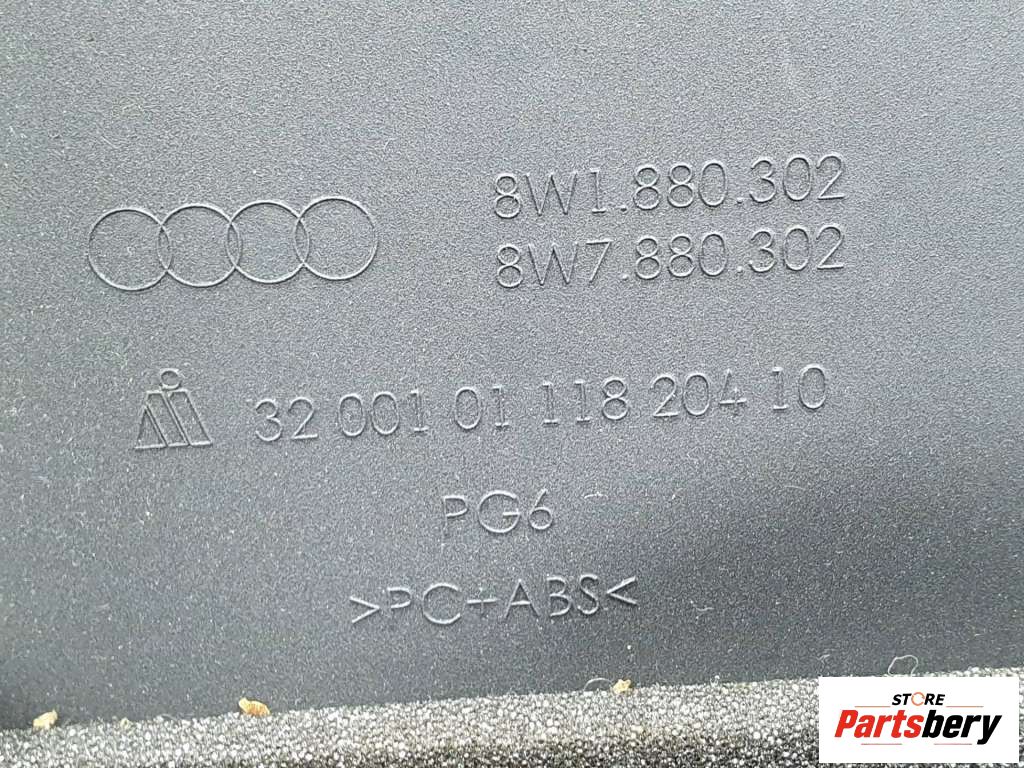 8W1.880.302
8W7.880.302
32 001 01 118 204 10
PG6
>PC+ABS<
STORE
Partsbery